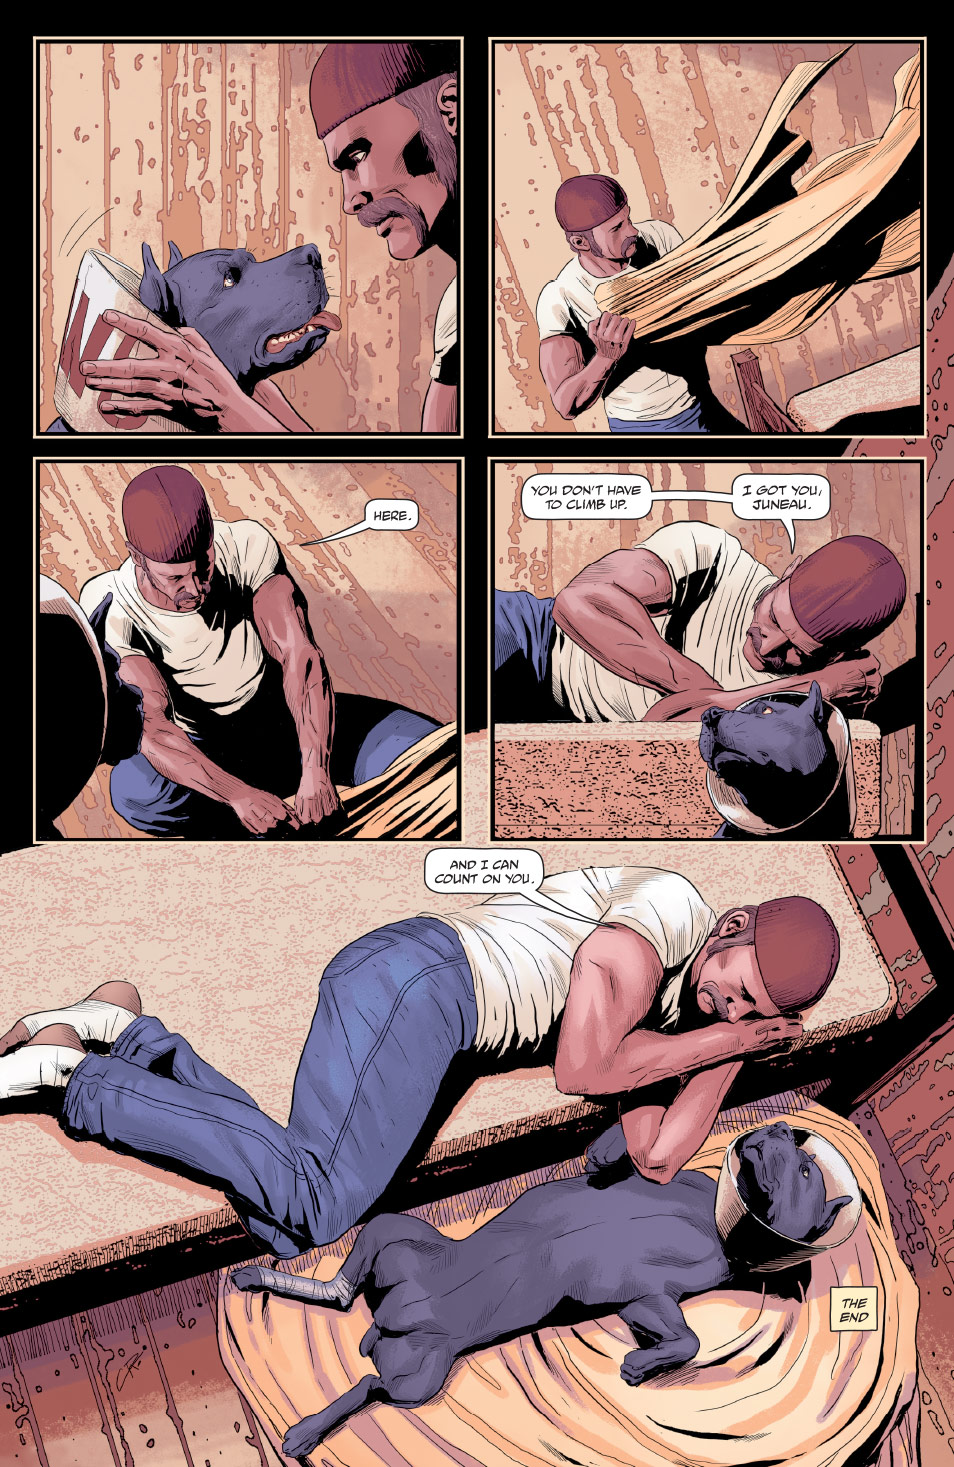 HERE.
YOU DON'T HAVE
TO CLIMB UP.
I GOT YOU,
JUNEAU.
AND I CAN
COUNT ON YOU.
THE
END